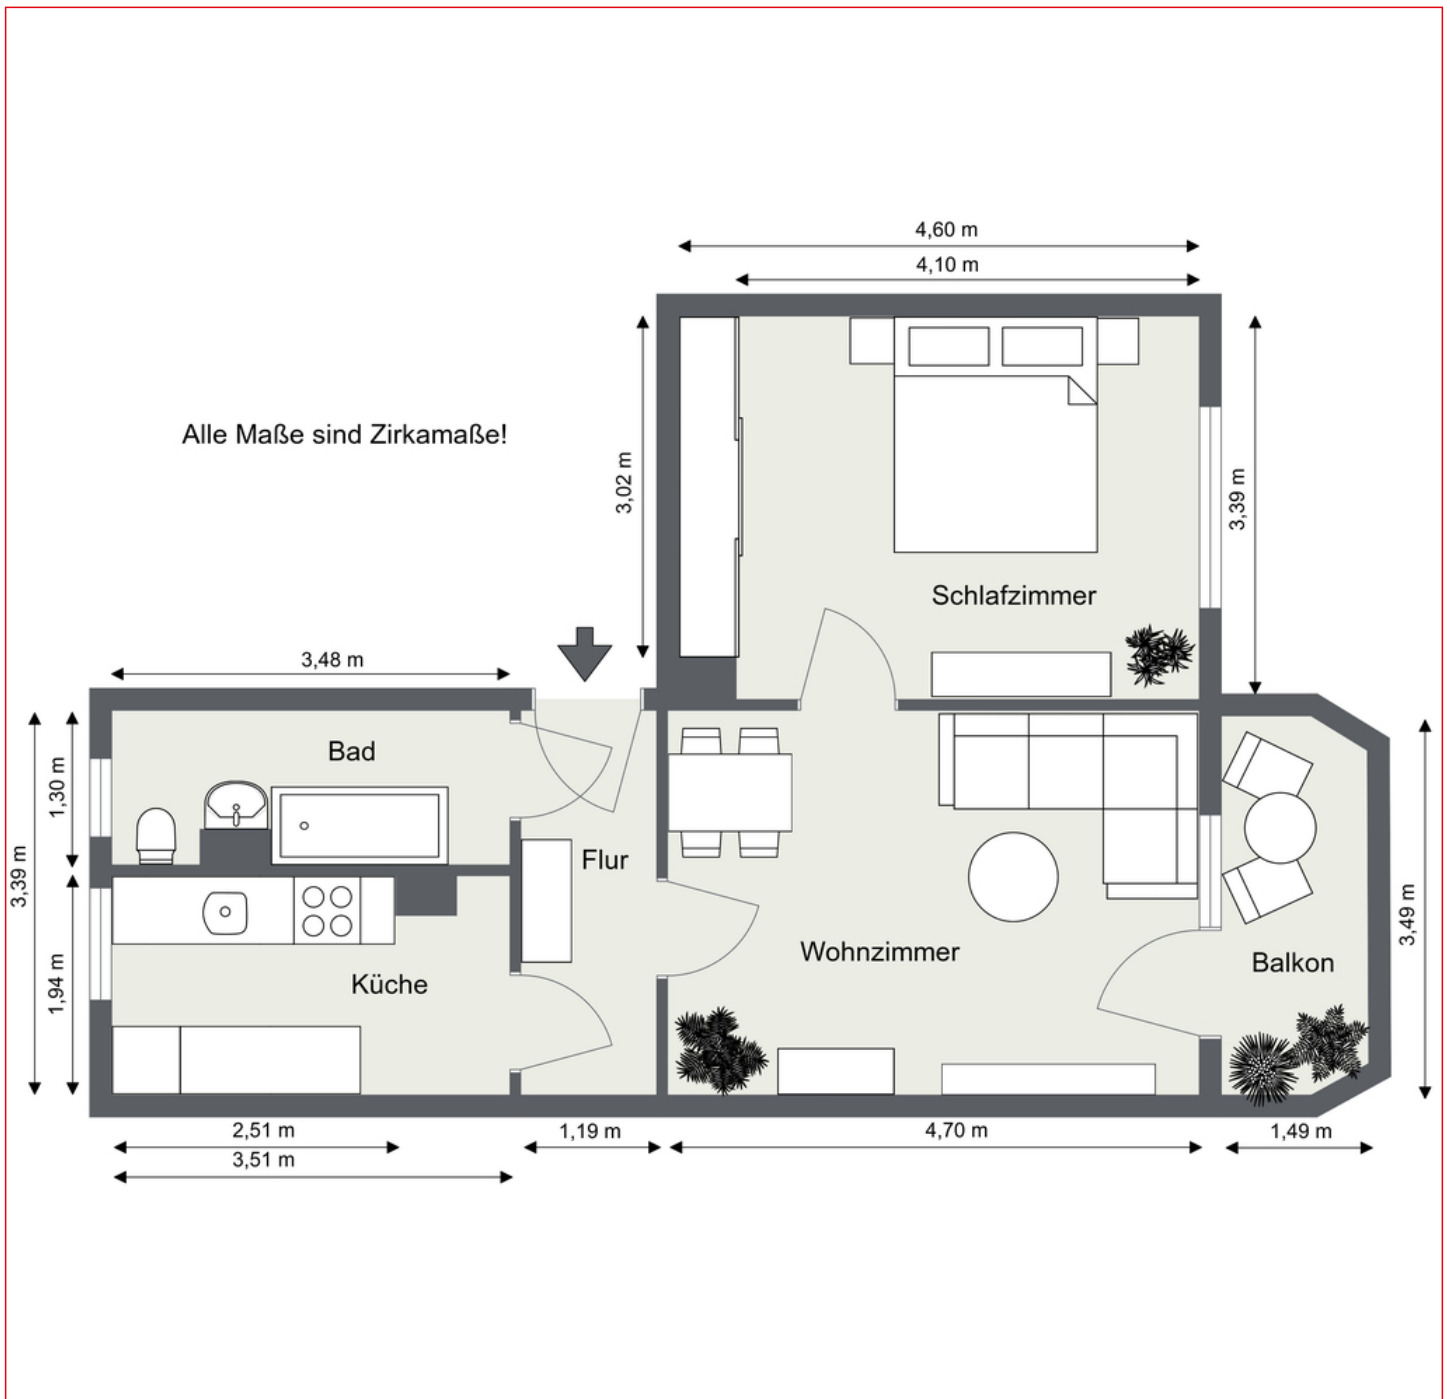 4,60 m
4,10 m
Alle Maße sind Zirkamaße!
3,02 m
3,39 m
Schlafzimmer
3,48 m
Bad
1,30 m
3,39 m
Flur
Wohnzimmer
Balkon
3,49 m
Küche
1,94 m
2,51 m
3,51 m
1,19 m
4,70 m
1,49 m